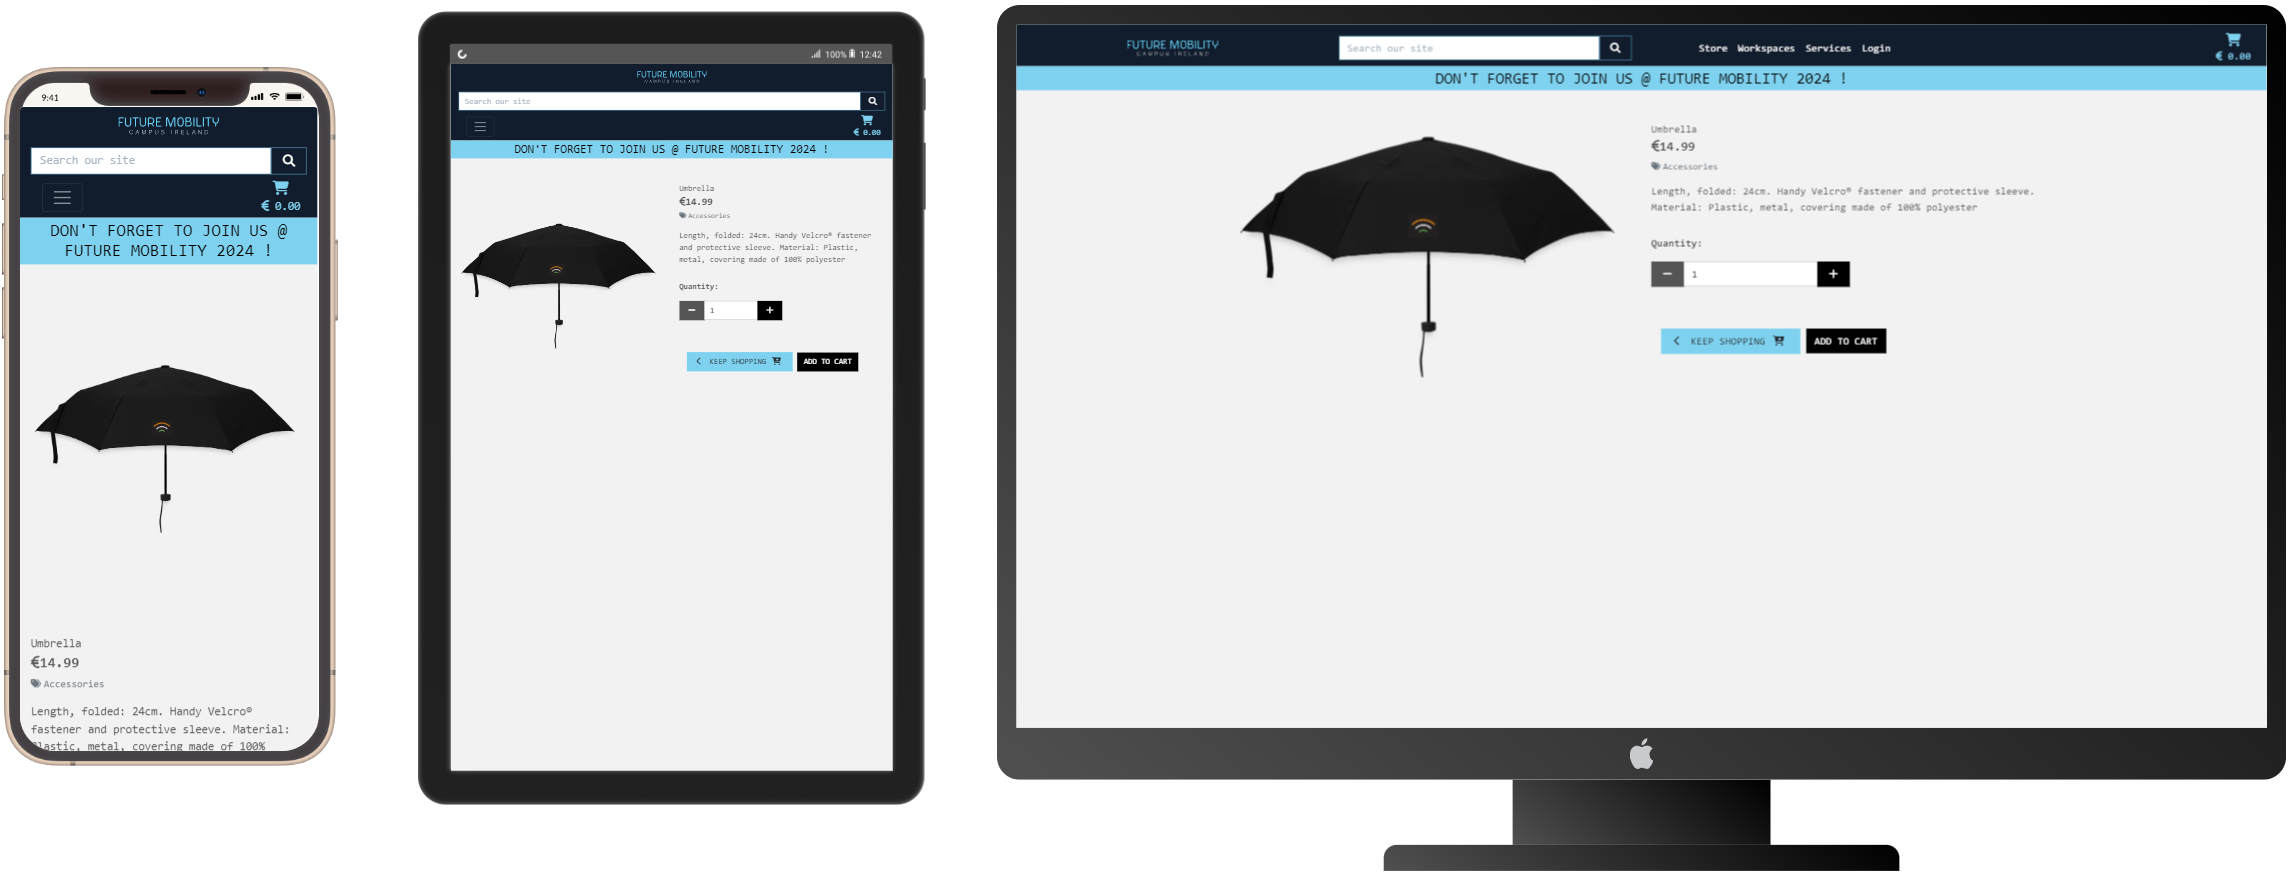 9:41
FUTURE MOBILITY
CAMPUS IRELAND
Search our site
€ 0.00
DON'T FORGET TO JOIN US @
FUTURE MOBILITY 2024 !
Umbrella
€14.99
Accessories
Length, folded: 24cm. Handy Velcro®
fastener and protective sleeve. Material:
Plastic, metal, covering made of 100%
100% 12:42
FUTURE MOBILITY
CAMPUS IRELAND
Search our site
€ 0.00
DON'T FORGET TO JOIN US @ FUTURE MOBILITY 2024 !
Umbrella
€14.99
Accessories
Length, folded: 24cm. Handy Velcro® fastener
and protective sleeve. Material: Plastic,
metal, covering made of 100% polyester
Quantity:
1
KEEP SHOPPING
ADD TO CART
FUTURE MOBILITY
CAMPUS IRELAND
Search our site
Store Workspaces Services Login
€ 0.00
DON'T FORGET TO JOIN US @ FUTURE MOBILITY 2024 !
Umbrella
€14.99
Accessories
Length, folded: 24cm. Handy Velcro® fastener and protective sleeve.
Material: Plastic, metal, covering made of 100% polyester
Quantity:
1
KEEP SHOPPING
ADD TO CART